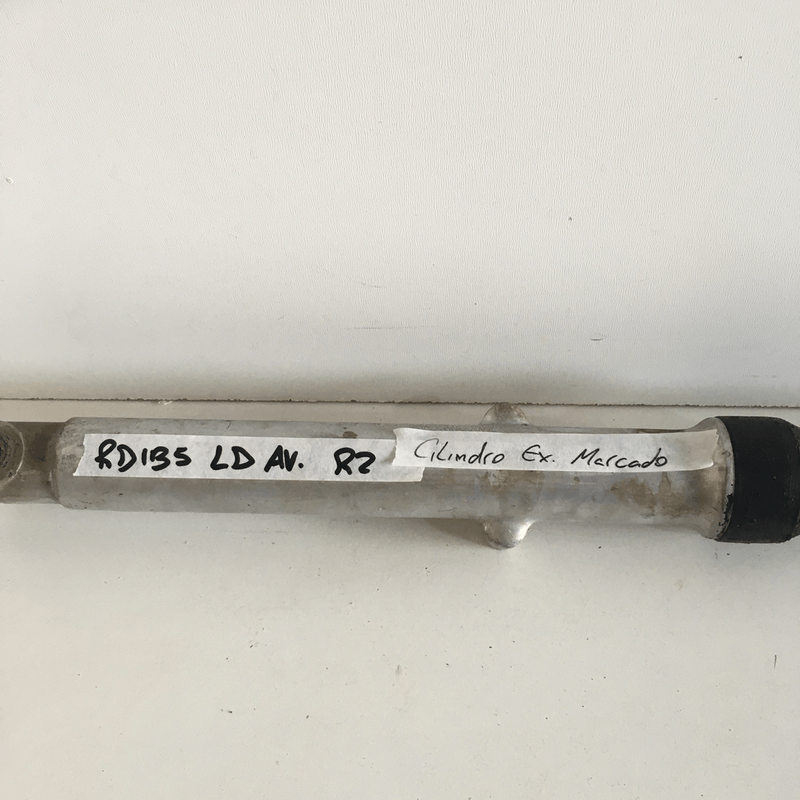 RD135 LD AV. R2
Cilindro Ex. Marcado